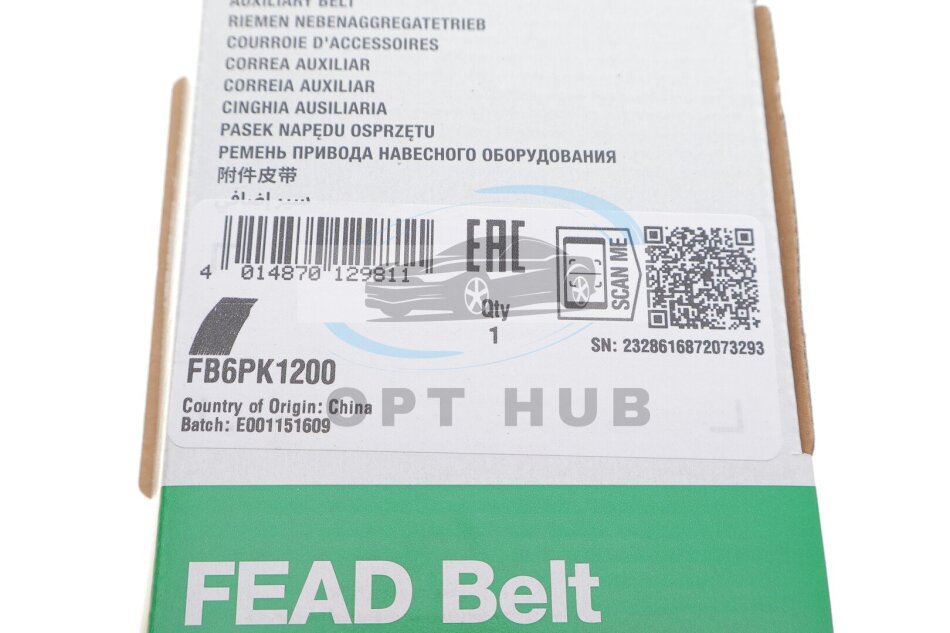 AUXILIARY BELT
RIEMEN NEBENAGGREGATETRIEB
COURROIE D'ACCESSOIRES
CORREA AUXILIAR
CORREIA AUXILIAR
CINGHIA AUSILIARIA
PASEK NAPĘDU OSPRZĘTU
РЕМЕНЬ ПРИВОДА НАВЕСНОГО ОБОРУДОВАНИЯ
附件皮带
4 014870 129811
EAC
Qty
1
SCAN ME
SN: 2328616872073293
FB6PK1200
Country of Origin: China
Batch: E001151609
OPT HUB
FEAD Belt